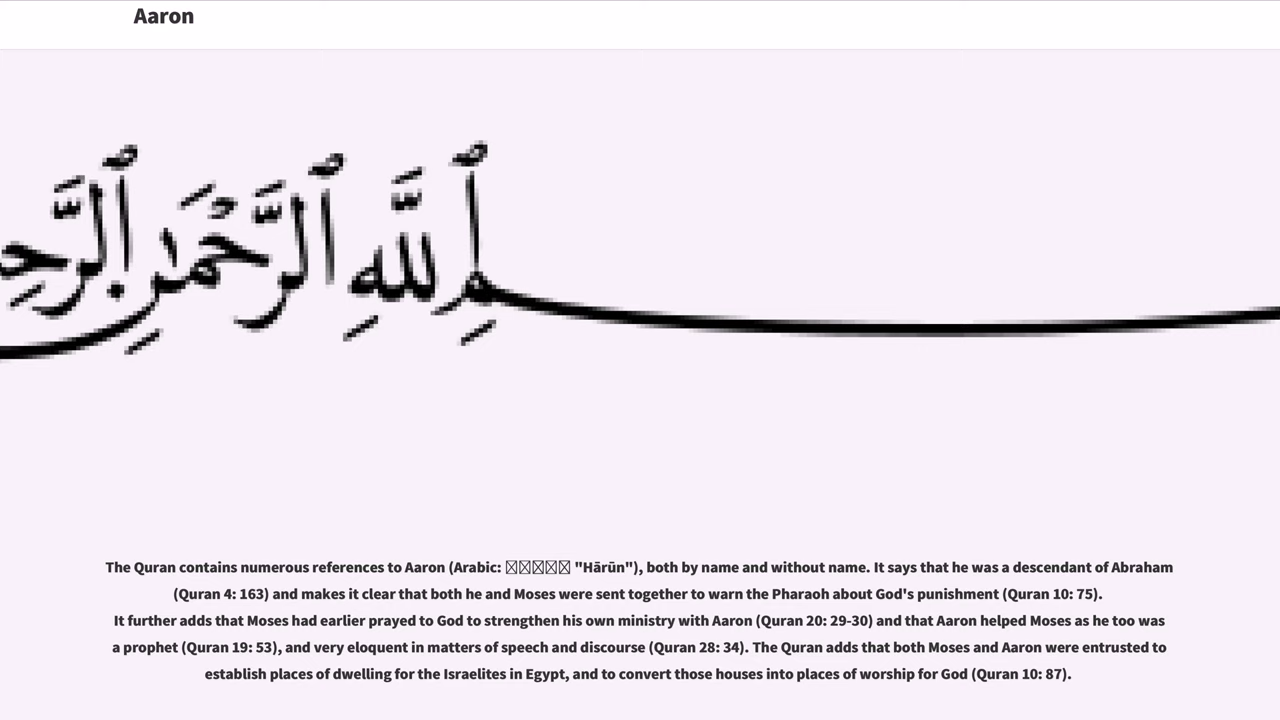 Aaron
ٱللَّهِ ٱلرَّحْمَٰنِ ٱلرَّحِ
The Quran contains numerous references to Aaron (Arabic: □□□□□ "Hārūn"), both by name and without name. It says that he was a descendant of Abraham
(Quran 4: 163) and makes it clear that both he and Moses were sent together to warn the Pharaoh about God's punishment (Quran 10: 75).
It further adds that Moses had earlier prayed to God to strengthen his own ministry with Aaron (Quran 20: 29-30) and that Aaron helped Moses as he too was
a prophet (Quran 19: 53), and very eloquent in matters of speech and discourse (Quran 28: 34). The Quran adds that both Moses and Aaron were entrusted to
establish places of dwelling for the Israelites in Egypt, and to convert those houses into places of worship for God (Quran 10: 87).